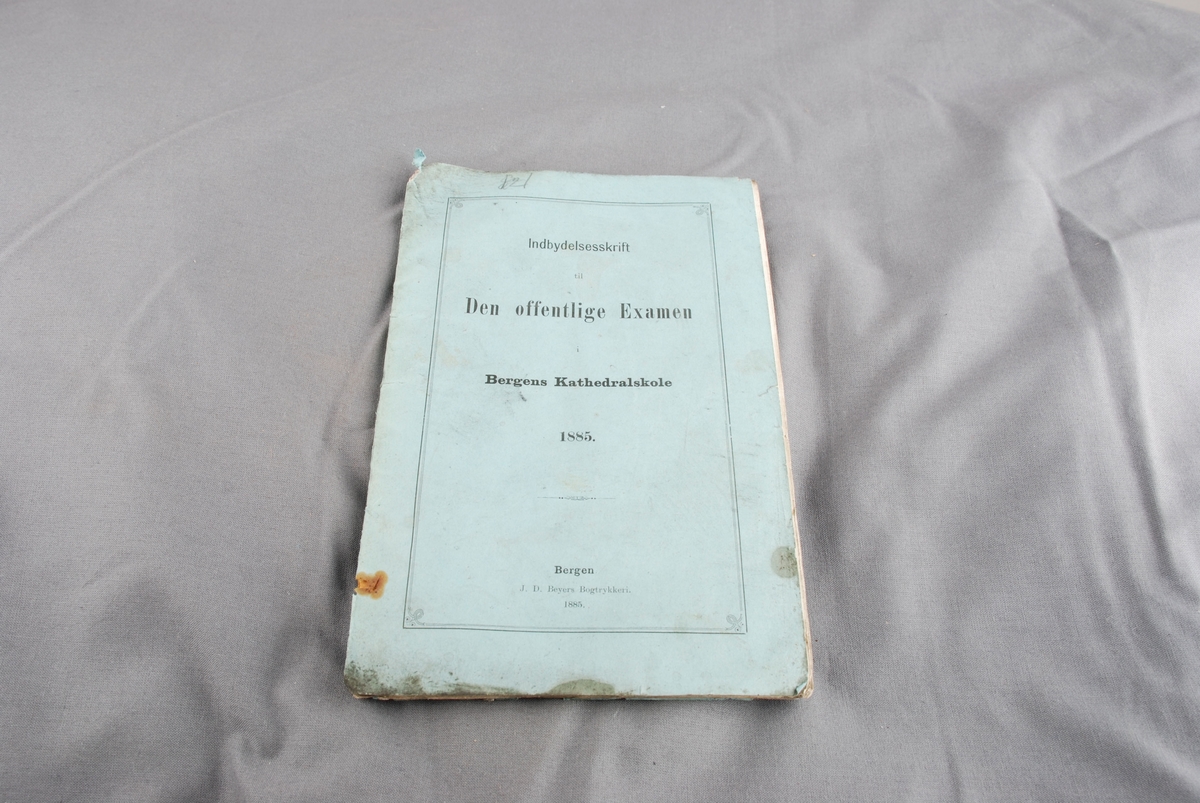 Indbydelsesskrift
til
Den offentlige Examen
i
Bergens Kathedralskole
1885.
Bergen
J. D. Beyers Bogtrykkeri.
1885.